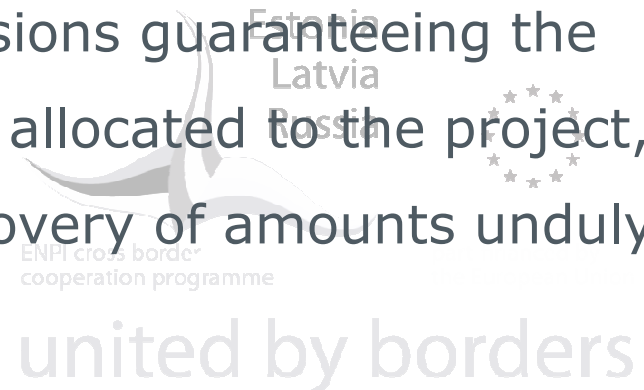 sions guaranteeing the
Estonia
Latvia
allocated to the project,
Russia
overy of amounts unduly
ENPI cross border
cooperation programme
united by borders